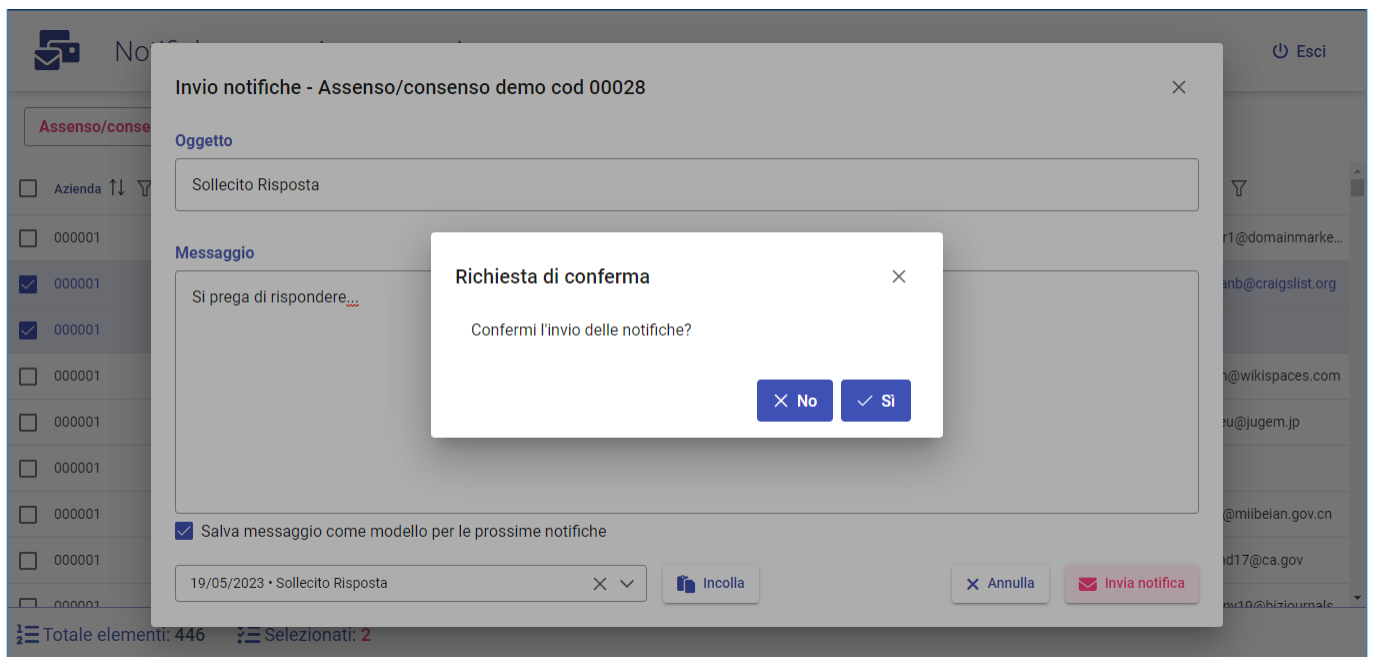 Esci
Invio notifiche - Assenso/consenso demo cod 00028
Assenso/conse
Oggetto
Sollecito Risposta
Azienda
000001
r1@domainmarke...
Messaggio
Richiesta di conferma
000001
anb@craigslist.org
Si prega di rispondere...
Confermi l'invio delle notifiche?
000001
000001
@wikispaces.com
No
Sì
000001
eu@jugem.jp
000001
000001
@miibeian.gov.cn
Salva messaggio come modello per le prossime notifiche
000001
nd17@ca.gov
19/05/2023 • Sollecito Risposta
Incolla
Annulla
Invia notifica
000001
Totale elementi: 446
Selezionati: 2